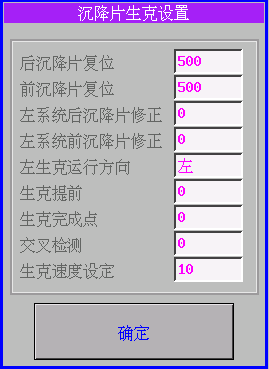 沉降片生克设置
后沉降片复位 500
前沉降片复位 500
左系统后沉降片修正 0
左系统前沉降片修正 0
左生克运行方向 左
生克提前 0
生克完成点 0
交叉检测 0
生克速度设定 10
确定